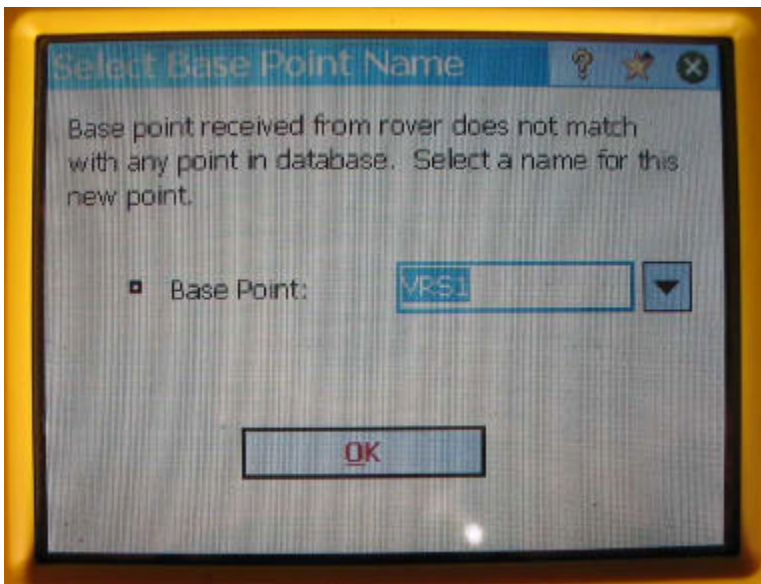 Select Base Point Name
Base point received from rover does not match
with any point in database. Select a name for this
new point.
Base Point: VRS1
OK